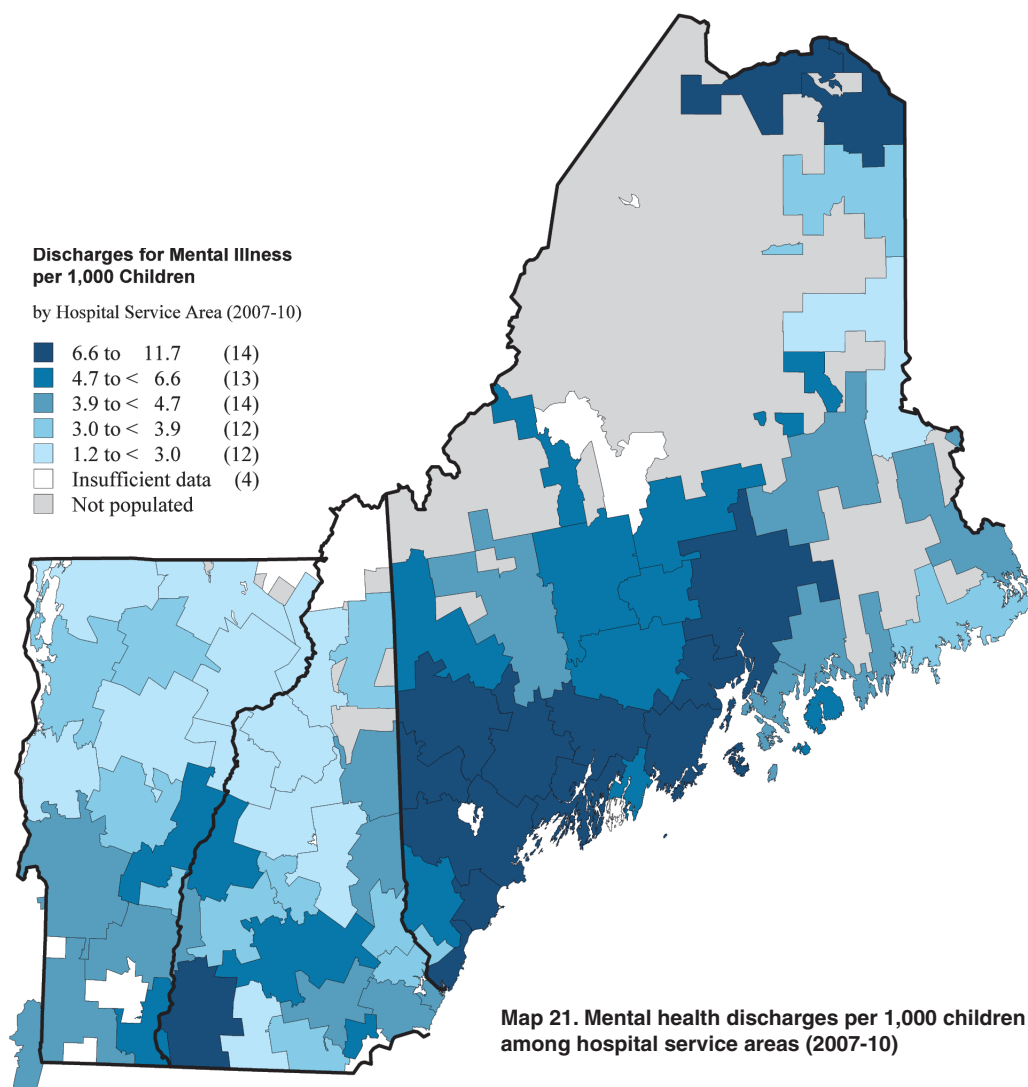 Discharges for Mental Illness
per 1,000 Children
by Hospital Service Area (2007-10)
6.6 to 11.7 (14)
4.7 to < 6.6 (13)
3.9 to < 4.7 (14)
3.0 to < 3.9 (12)
1.2 to < 3.0 (12)
Insufficient data (4)
Not populated
Map 21. Mental health discharges per 1,000 children
among hospital service areas (2007-10)